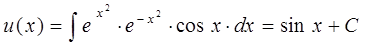 u(x) = ∫ e^{x^2} · e^{-x^2} · cos x · dx = sin x + C